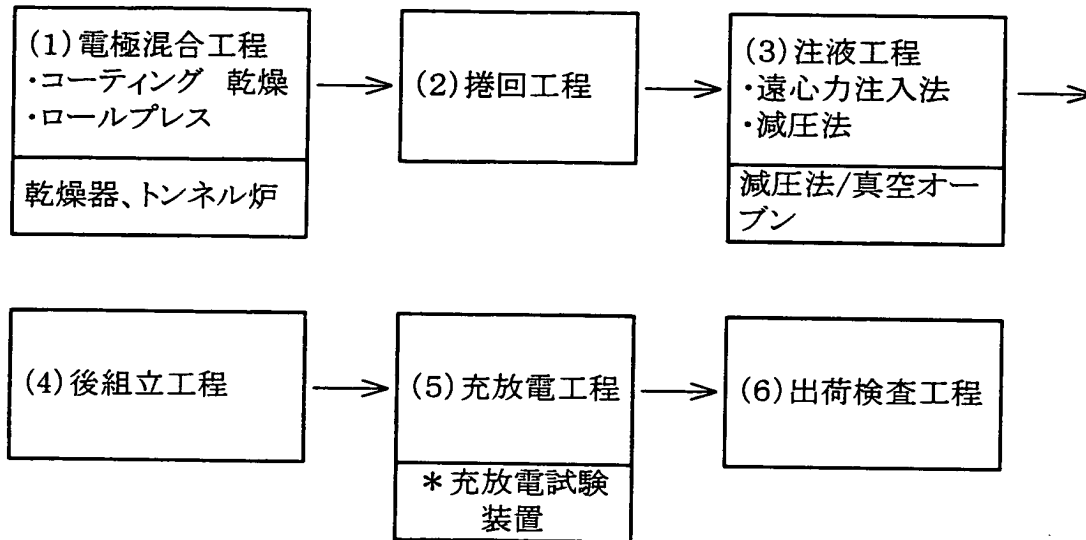 (1)電極混合工程
・コーティング 乾燥
・ロールプレス
乾燥器、トンネル炉
(2)捲回工程
(3)注液工程
・遠心力注入法
・減圧法
減圧法/真空オー
ブン
(4)後組立工程
(5)充放電工程
*充放電試験
装置
(6)出荷検査工程